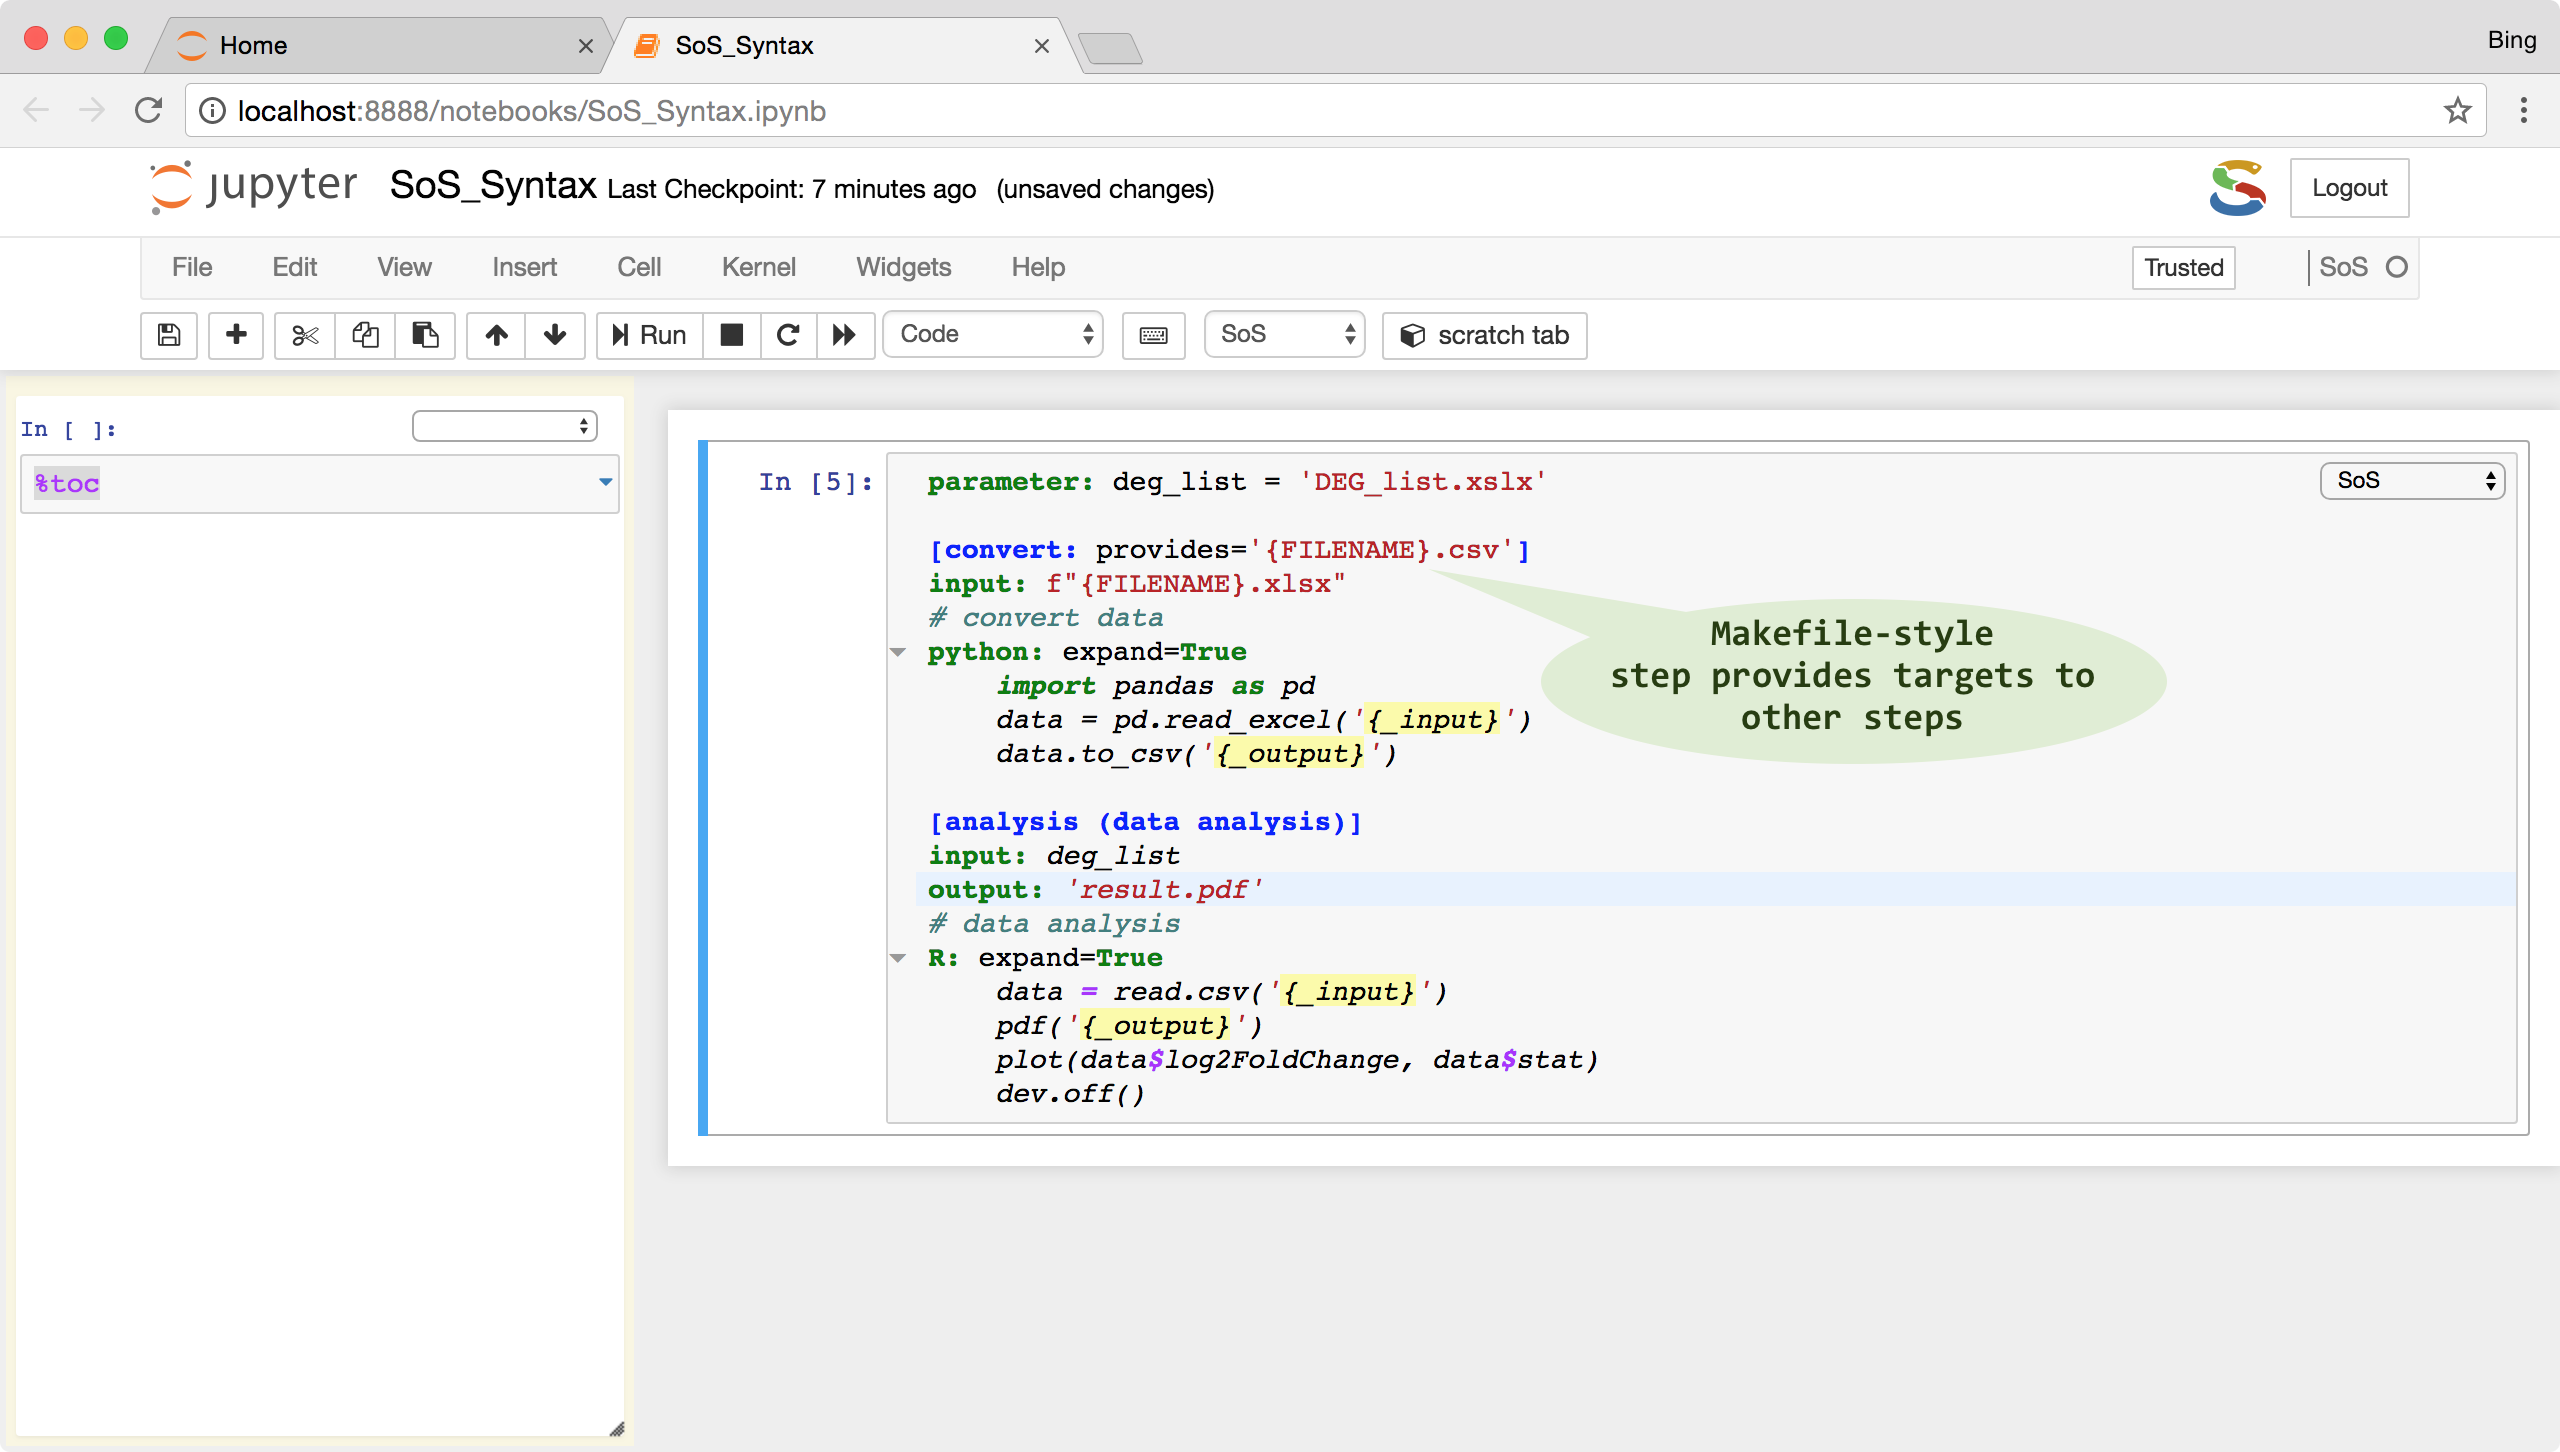 Home
SoS_Syntax
Bing
localhost:8888/notebooks/SoS_Syntax.ipynb
jupyter SoS_Syntax Last Checkpoint: 7 minutes ago (unsaved changes)
Logout
File Edit View Insert Cell Kernel Widgets Help
Trusted
SoS
Run
Code
SoS
scratch tab
In [ ]:
%toc
In [5]:
parameter: deg_list = 'DEG_list.xslx'
SoS
[convert: provides='{FILENAME}.csv']
input: f"{FILENAME}.xlsx"
# convert data
python: expand=True
import pandas as pd
data = pd.read_excel('{_input}')
data.to_csv('{_output}')
Makefile-style
step provides targets to
other steps
[analysis (data analysis)]
input: deg_list
output: 'result.pdf'
# data analysis
R: expand=True
data = read.csv('{_input}')
pdf('{_output}')
plot(data$log2FoldChange, data$stat)
dev.off()